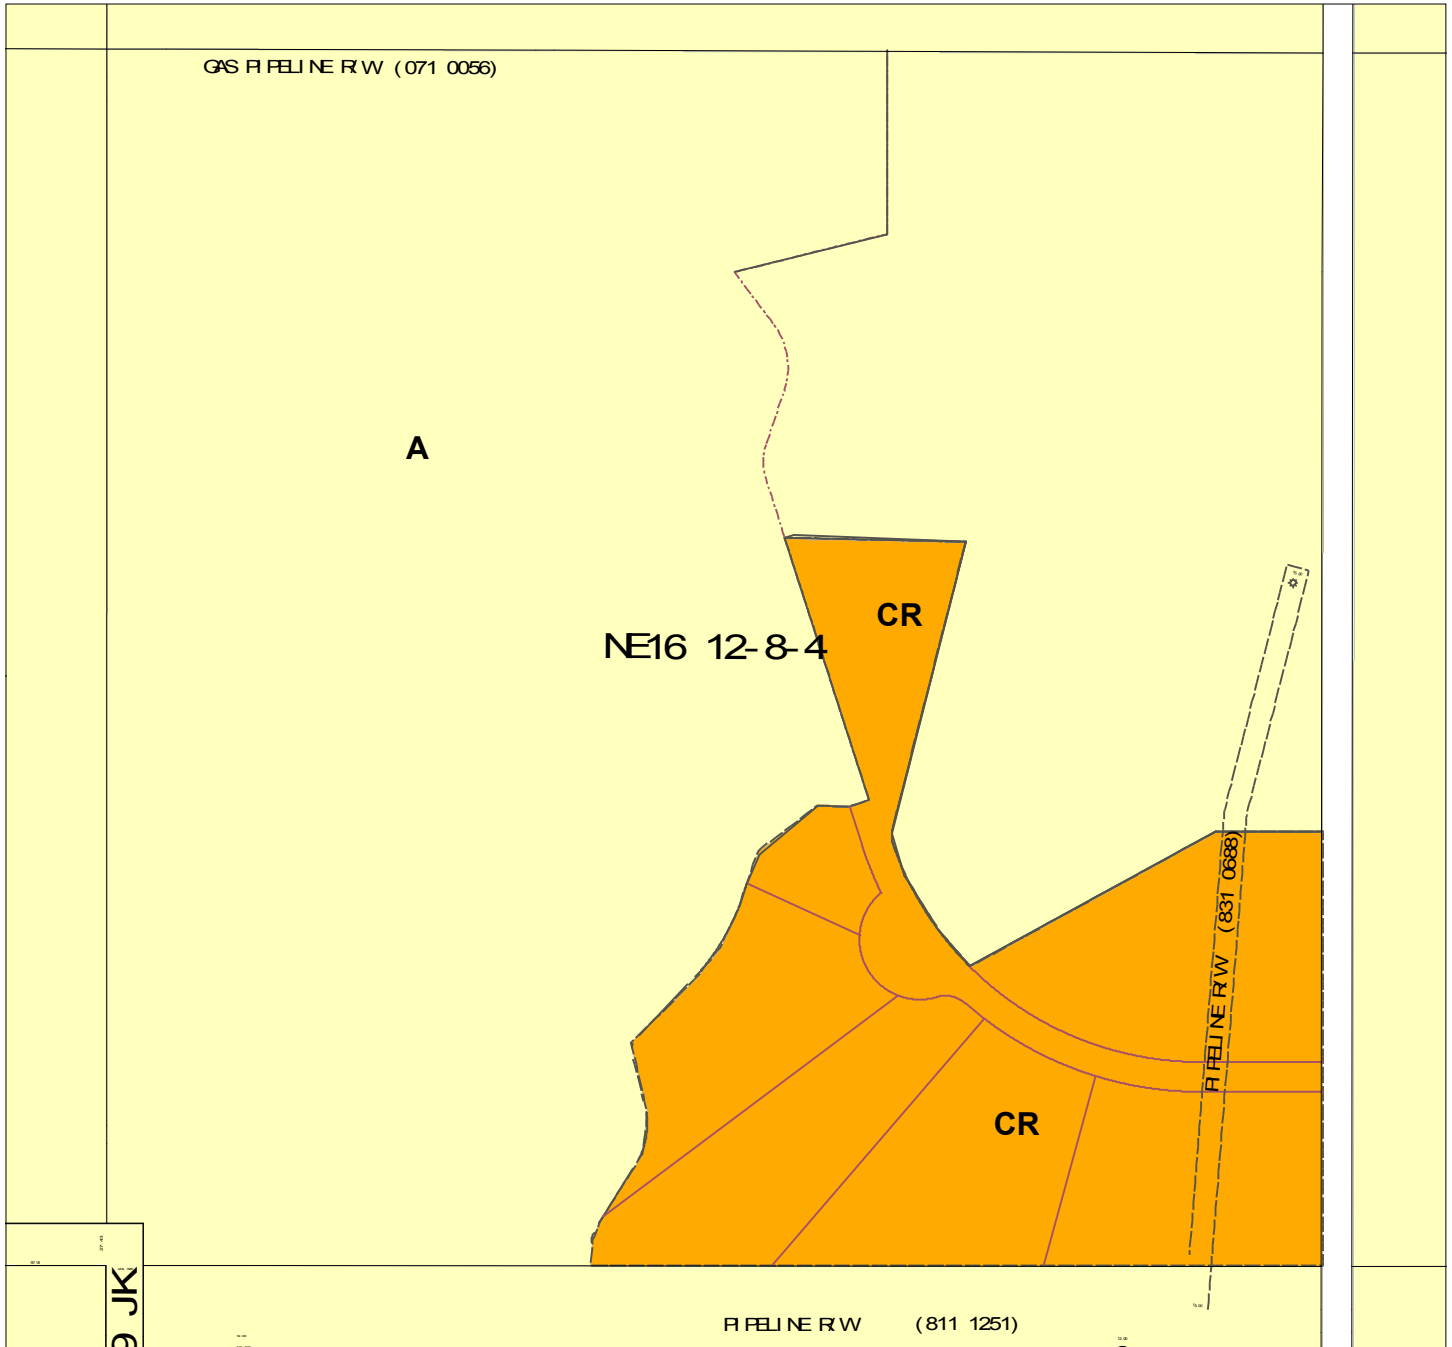 GAS PIPELINE R/W (071 0056)
A
CR
NE16 12-8-4
PIPELINE R/W (831 0688)
CR
9 JK
PIPELINE R/W (811 1251)